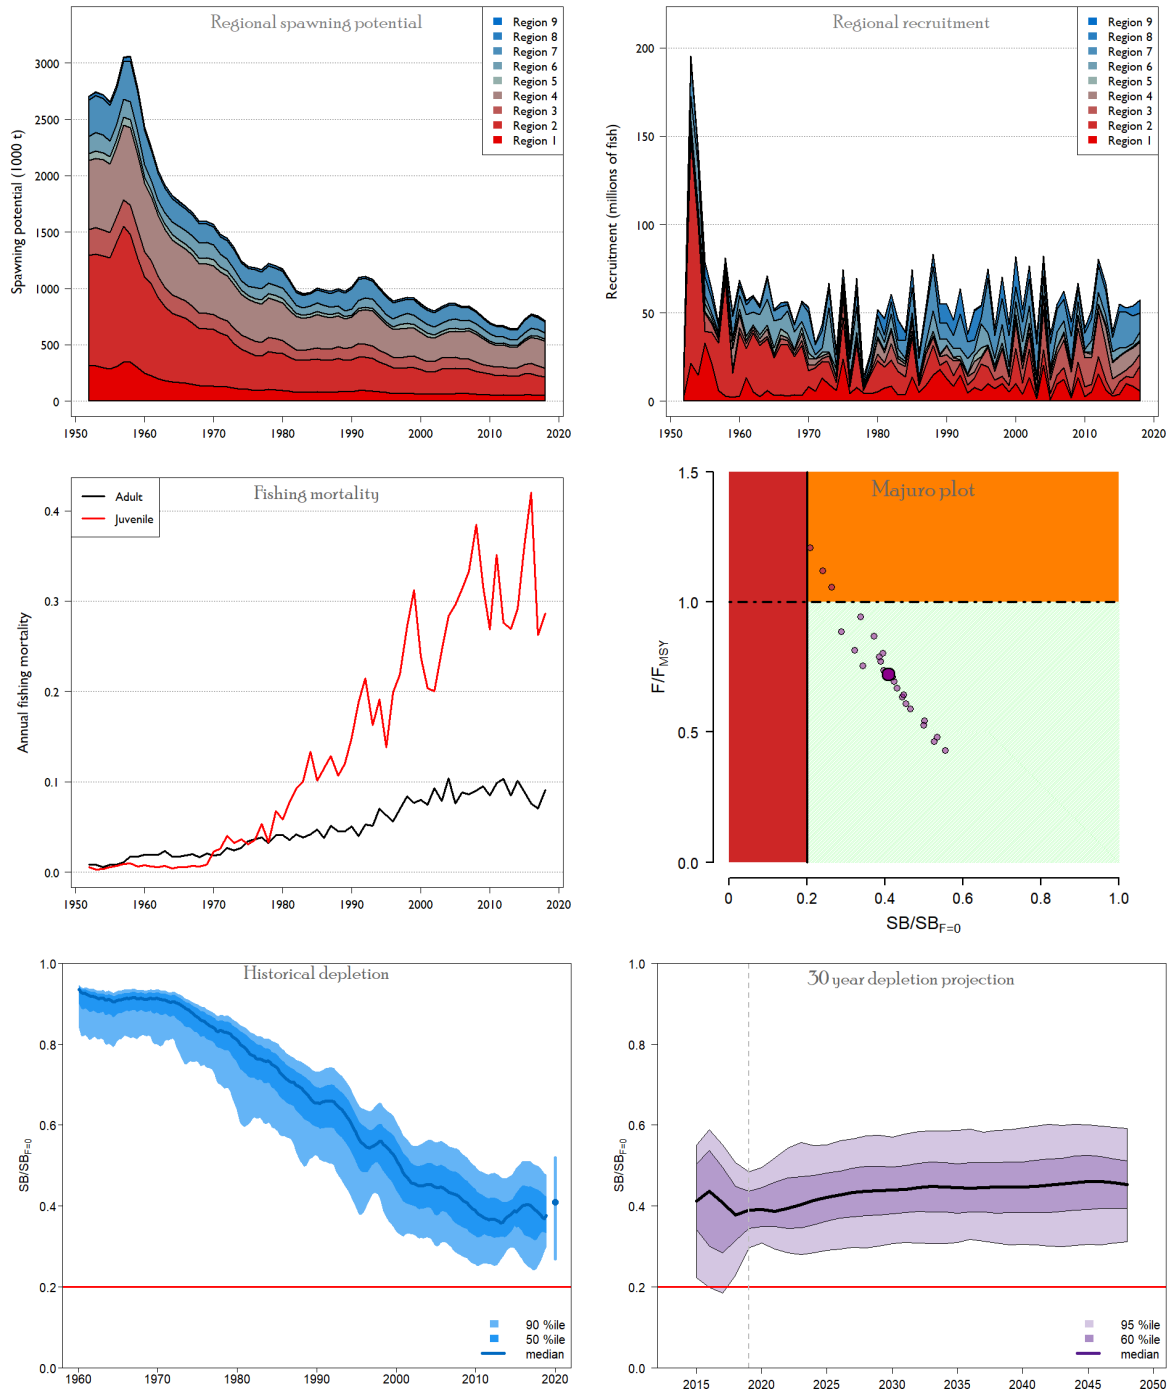 Regional spawning potential
Region 9
Region 8
Region 7
Region 6
Region 5
Region 4
Region 3
Region 2
Region 1
Spawning potential (1000 t)
3000
2500
2000
1500
1000
500
0
1950 1960 1970 1980 1990 2000 2010 2020
Regional recruitment
Region 9
Region 8
Region 7
Region 6
Region 5
Region 4
Region 3
Region 2
Region 1
Recruitment (millions of fish)
200
150
100
50
0
1950 1960 1970 1980 1990 2000 2010 2020
Fishing mortality
Adult
Juvenile
Annual fishing mortality
0.4
0.3
0.2
0.1
0.0
1950 1960 1970 1980 1990 2000 2010 2020
Majuro plot
F/FMSY
1.5
1.0
0.5
0.0
0 0.2 0.4 0.6 0.8 1.0
SB/SBF=0
Historical depletion
SB/SBF=0
1.0
0.8
0.6
0.4
0.2
0.0
90 %ile
50 %ile
median
1960 1970 1980 1990 2000 2010 2020
30 year depletion projection
SB/SBF=0
1.0
0.8
0.6
0.4
0.2
0.0
95 %ile
60 %ile
median
2015 2020 2025 2030 2035 2040 2045 2050